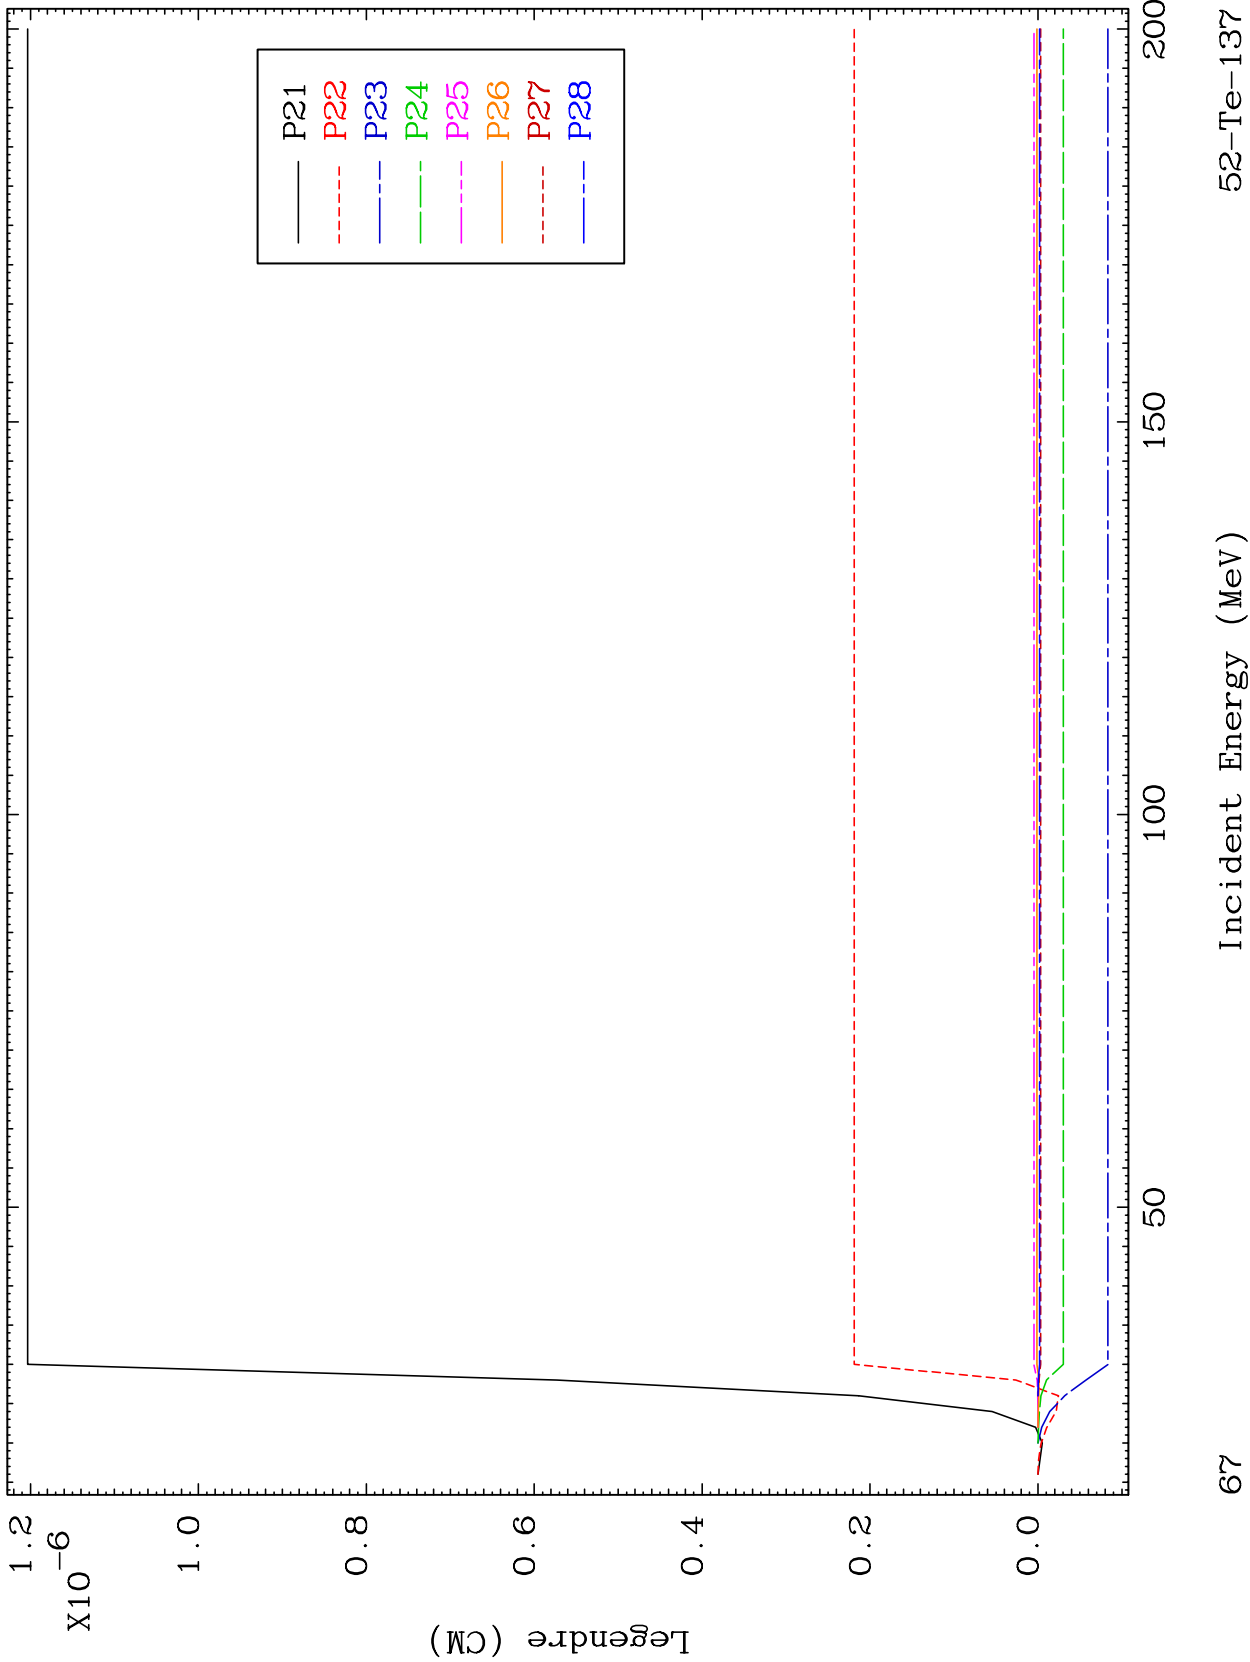 1.2
X10⁻⁶
1.0
0.8
0.6
0.4
0.2
0.0
Legendre (CM)
P21
P22
P23
P24
P25
P26
P27
P28
50
100
150
200
Incident Energy (MeV)
67
52-Te-137